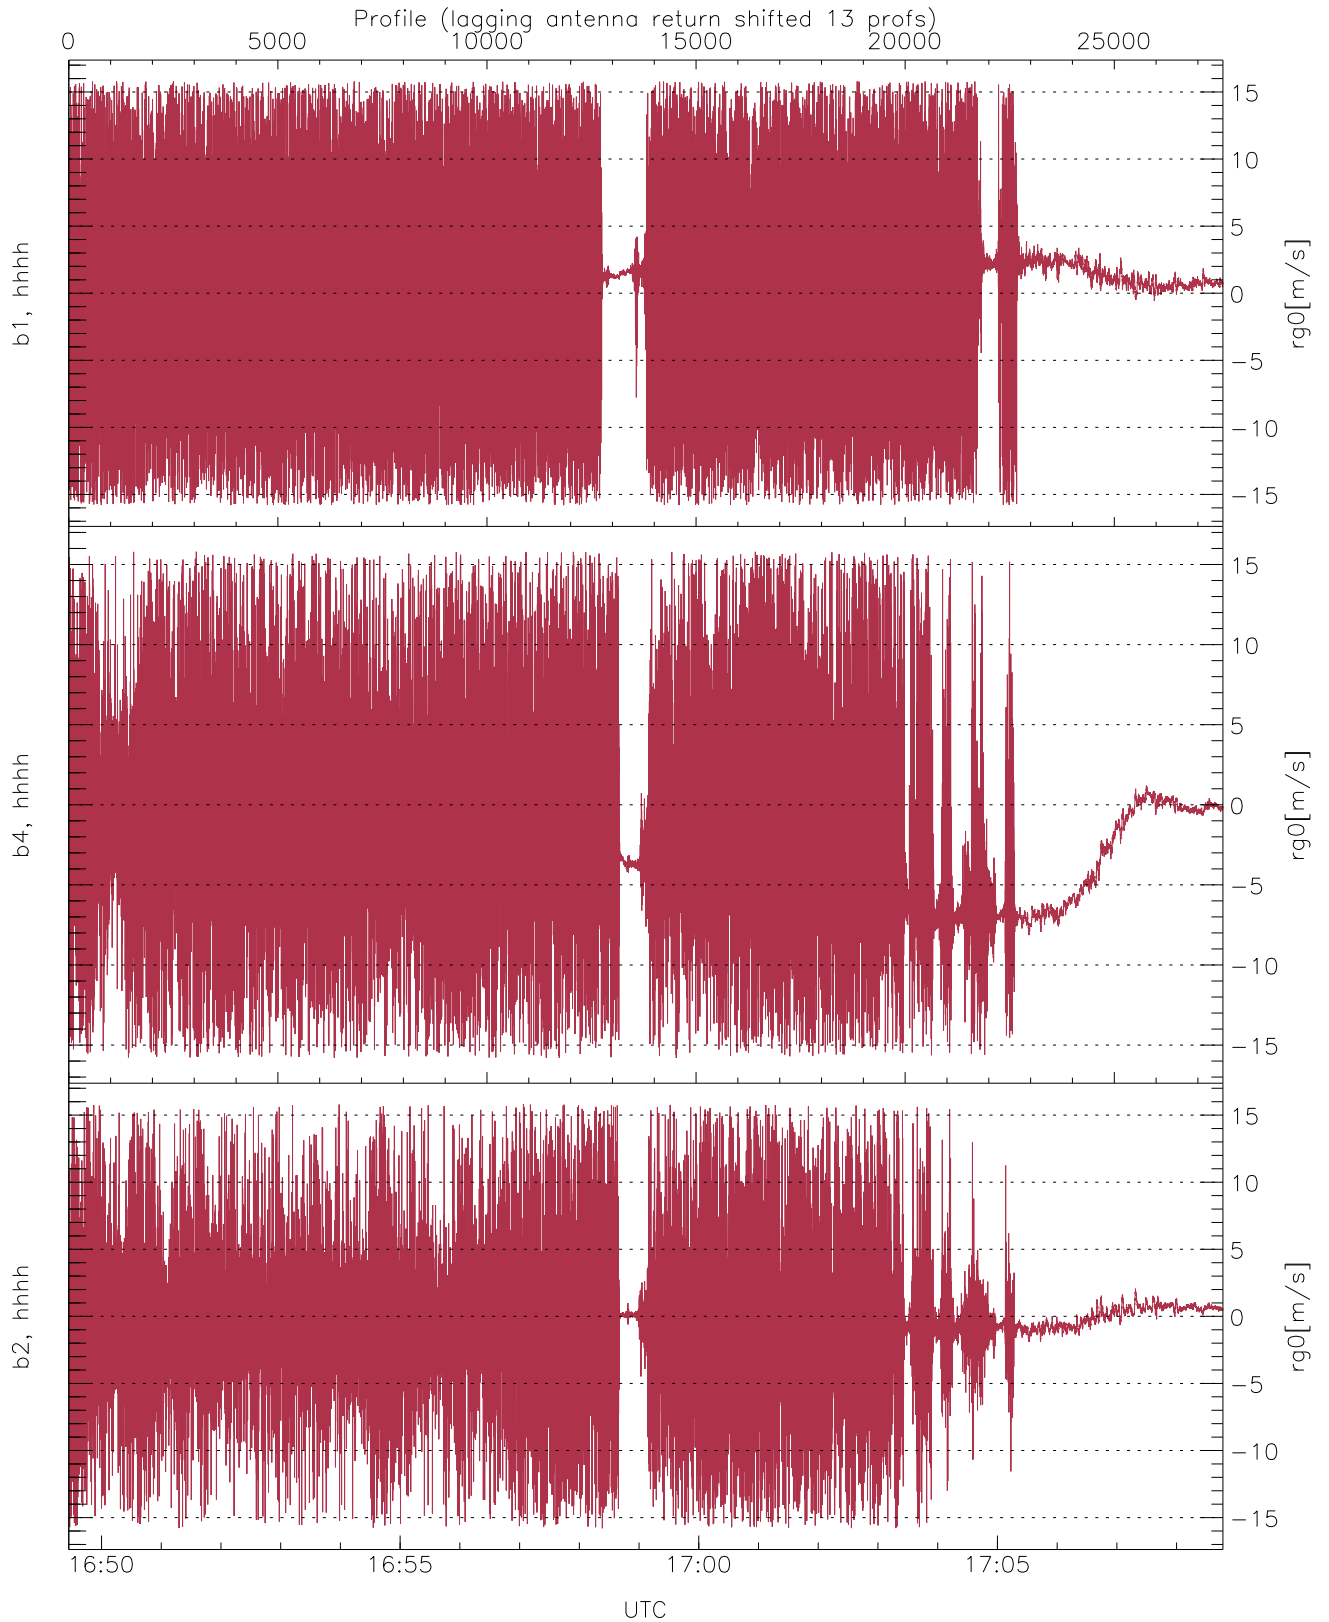 Profile (lagging antenna return shifted 13 profs)
0 5000 10000 15000 20000 25000
b1, hhhh
15
10
5
0
-5
-10
-15
rg0[m/s]
b4, hhhh
15
10
5
0
-5
-10
-15
rg0[m/s]
b2, hhhh
15
10
5
0
-5
-10
-15
rg0[m/s]
16:50 16:55 17:00 17:05
UTC